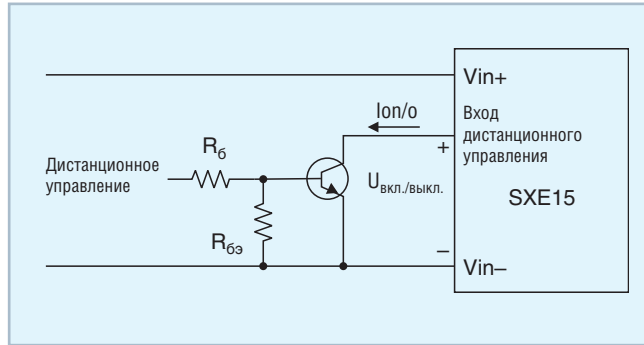 Vin+
Ion/o
Вход
дистанционного
управления
+
Дистанционное
управление
Rб
Uвкл./выкл.
SXE15
Rбэ
–
Vin–